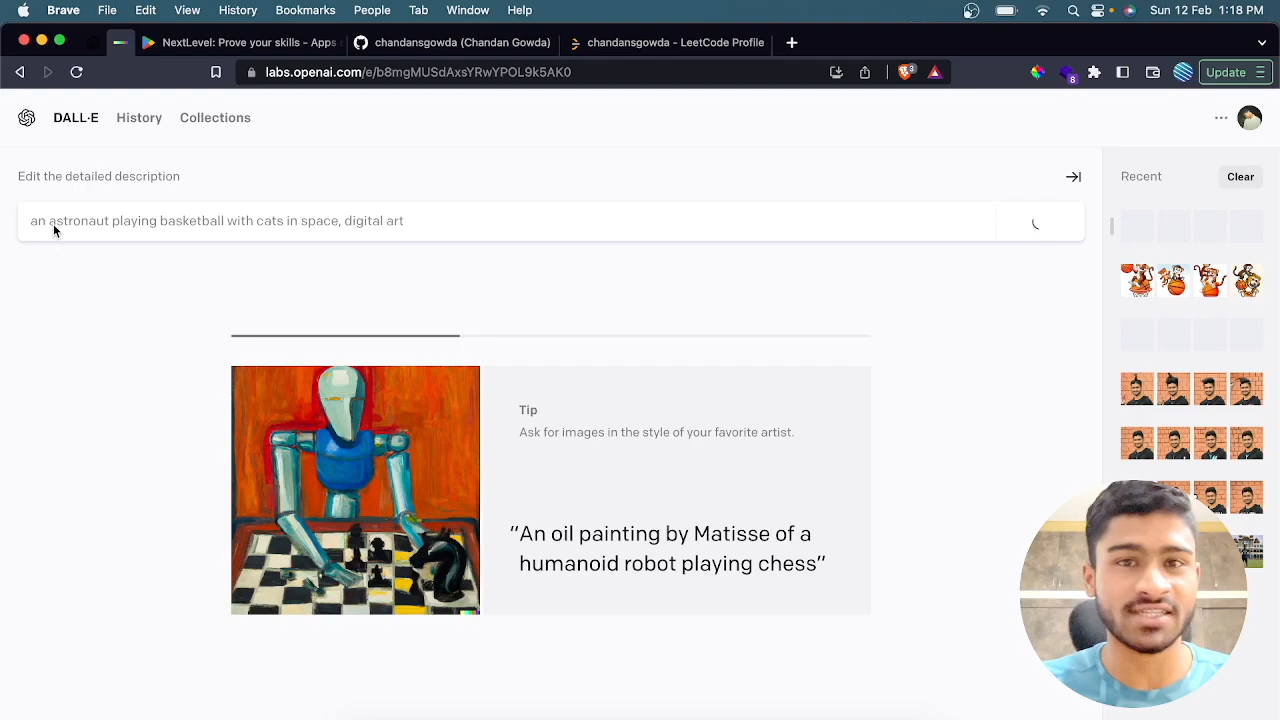 Brave File Edit View History Bookmarks People Tab Window Help Sun 12 Feb 1:18 PM
NextLevel: Prove your skills - Apps chandansgowda (Chandan Gowda) chandansgowda - LeetCode Profile
labs.openai.com/e/b8mgMUSdAxsYRwYPOL9k5AK0 3 8 Update
DALL·E History Collections
Edit the detailed description
Recent Clear
an astronaut playing basketball with cats in space, digital art
Tip
Ask for images in the style of your favorite artist.
“An oil painting by Matisse of a
humanoid robot playing chess”